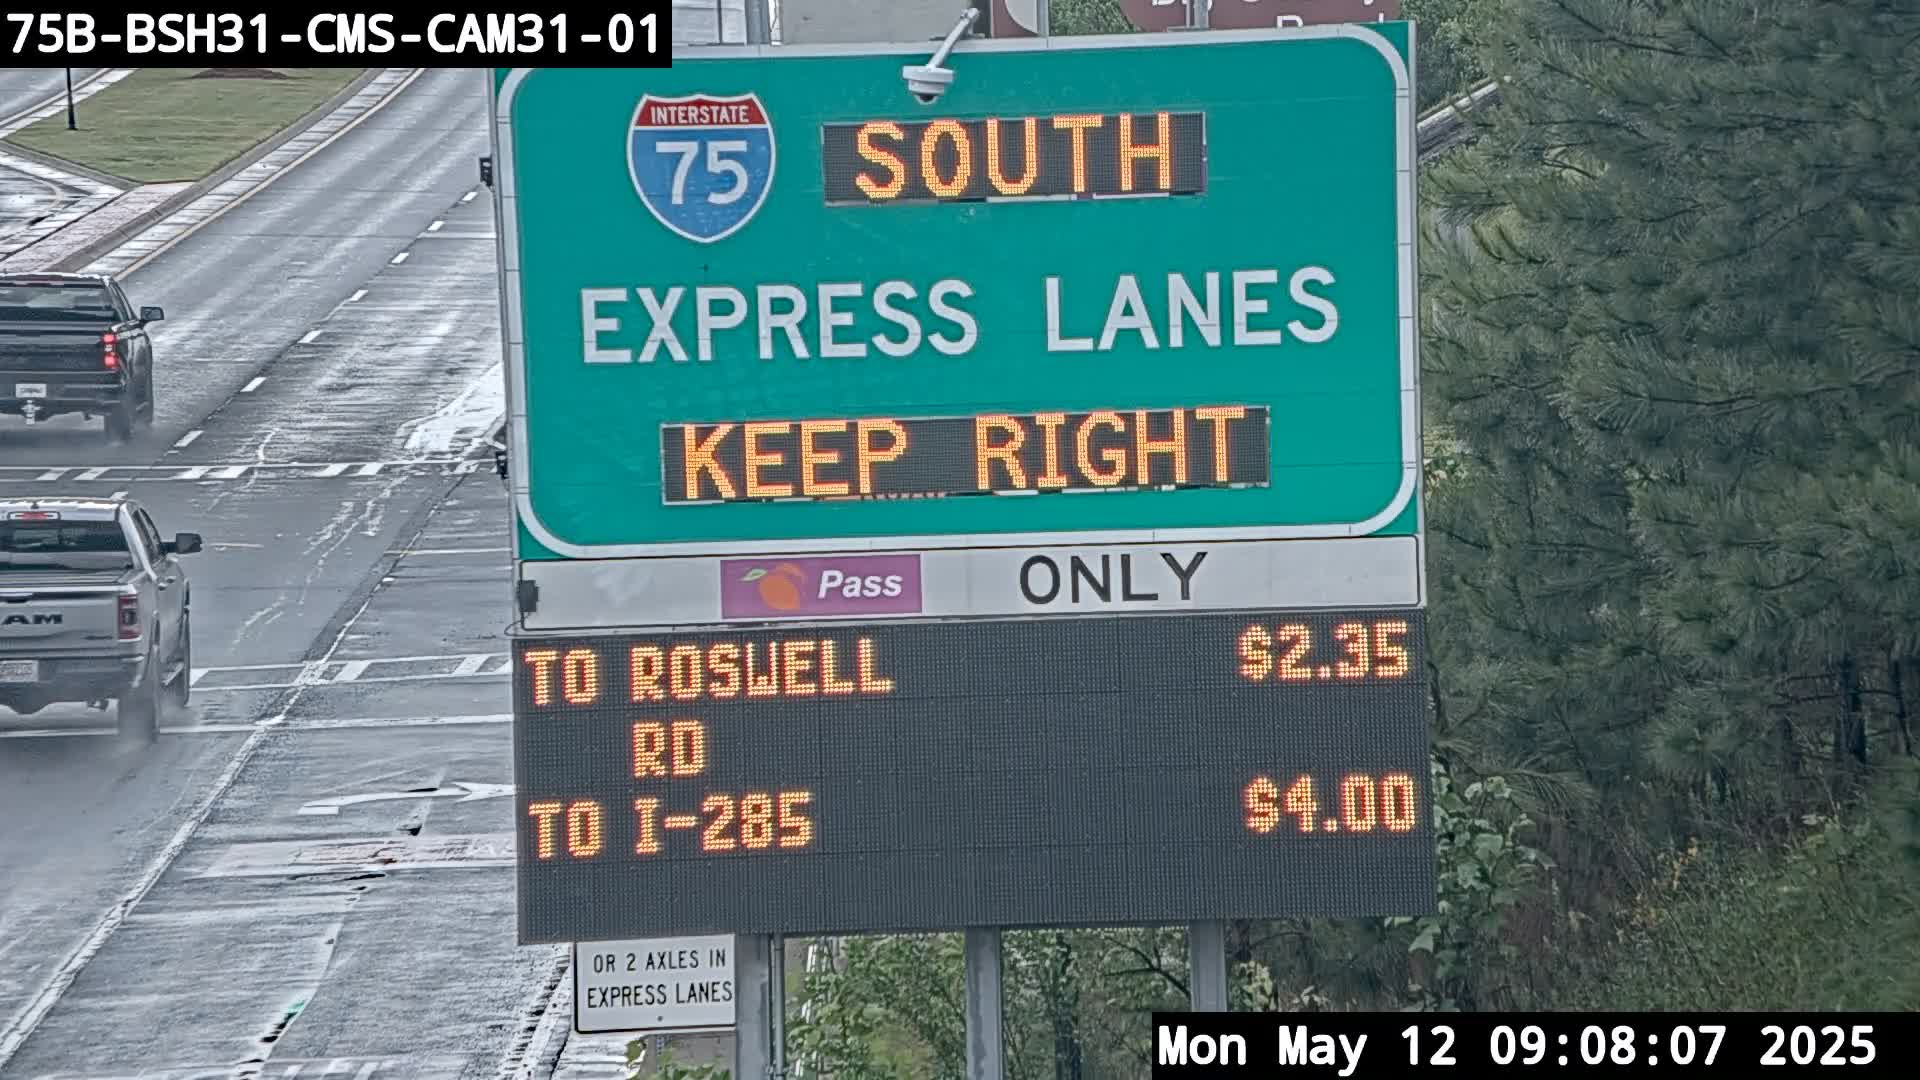 75B-BSH31-CMS-CAM31-01
INTERSTATE
75
SOUTH
EXPRESS LANES
KEEP RIGHT
Pass
ONLY
TO ROSWELL $2.35
RD
TO I-285 $4.00
OR 2 AXLES IN
EXPRESS LANES
Mon May 12 09:08:07 2025